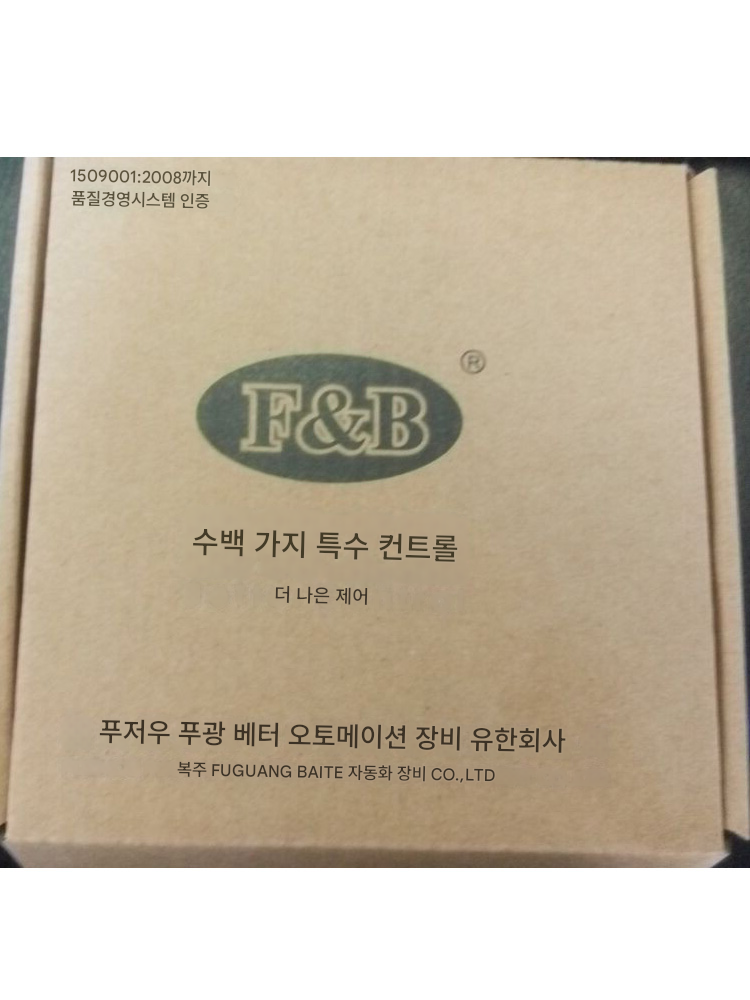 1509001:2008까지
품질경영시스템 인증
®
F&B
수백 가지 특수 컨트롤
더 나은 제어
푸저우 푸광 베터 오토메이션 장비 유한회사
복주 FUGUANG BAITE 자동화 장비 CO.,LTD